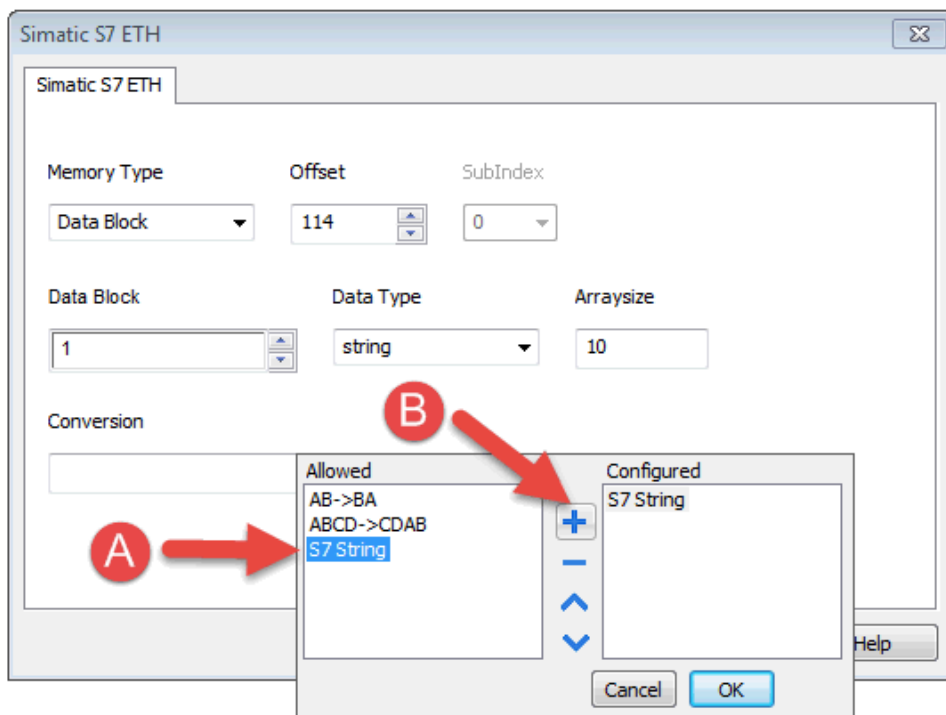 Simatic S7 ETH
Simatic S7 ETH
Memory Type Offset SubIndex
Data Block 114 0
Data Block Data Type Arraysize
1 string 10
B
Conversion
Allowed Configured
AB->BA S7 String
ABCD->CDAB
A S7 String
Help
Cancel OK